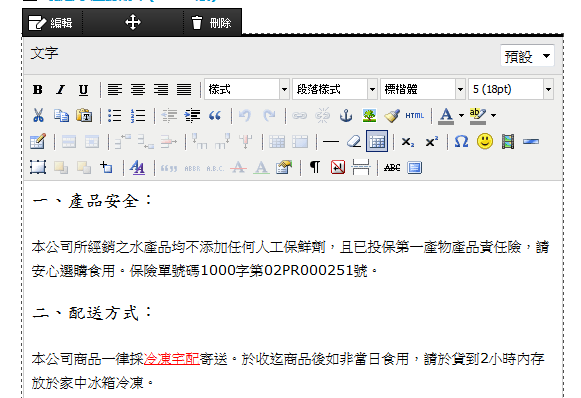 編輯 刪除
文字 預設
B I U 樣式 段落樣式 標楷體 5 (18pt)
HTML A ab
x₂ x² Ω
ABC
一、產品安全：
本公司所經銷之水產品均不添加任何人工保鮮劑，且已投保第一產物產品責任險，請
安心選購食用。保險單號碼1000字第02PR000251號。
二、配送方式：
本公司商品一律採冷凍宅配寄送。於收迄商品後如非當日食用，請於貨到2小時內存
放於家中冰箱冷凍。